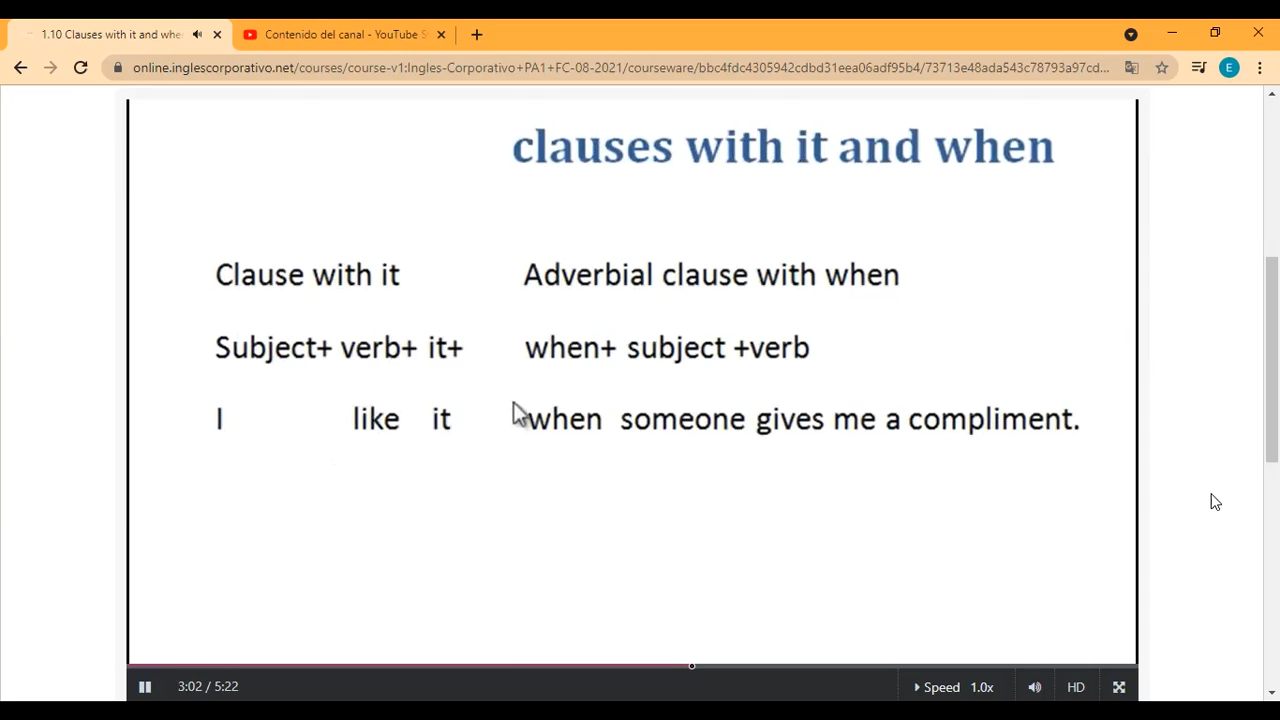 1.10 Clauses with it and whe
Contenido del canal - YouTube S
online.inglescorporativo.net/courses/course-v1:Ingles-Corporativo+PA1+FC-08-2021/courseware/bbc4fdc4305942cdbd31eea06adf95b4/73713e48ada543c78793a97cd...
E
clauses with it and when
Clause with it Adverbial clause with when
Subject+ verb+ it+ when+ subject +verb
I like it when someone gives me a compliment.
3:02 / 5:22 Speed 1.0x HD